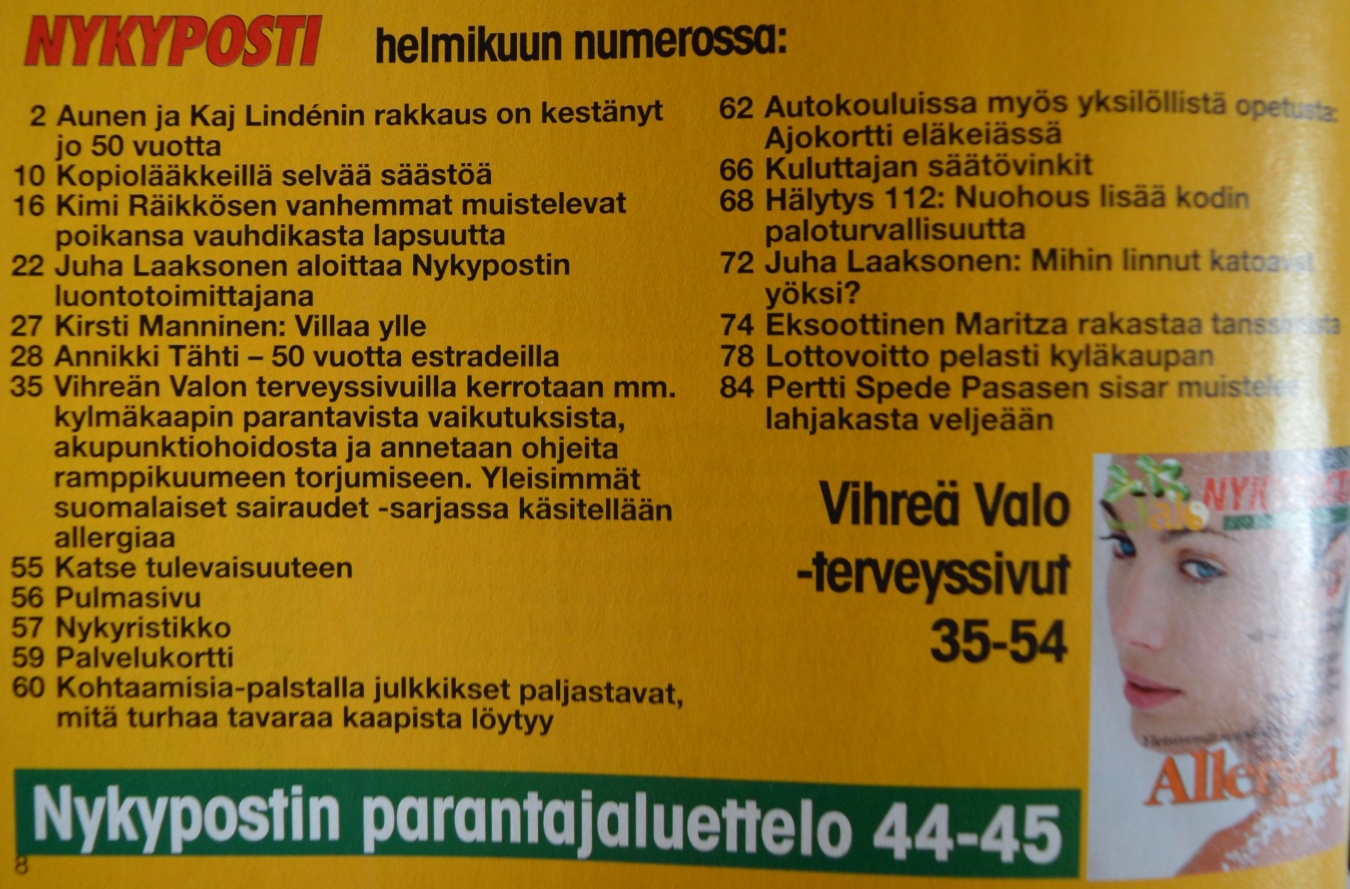 NYKYPOSTI helmikuun numerossa:
2 Aunen ja Kaj Lindénin rakkaus on kestänyt
jo 50 vuotta
10 Kopiolääkkeillä selvää säästöä
16 Kimi Räikkösen vanhemmat muistelevat
poikansa vauhdikasta lapsuutta
22 Juha Laaksonen aloittaa Nykypostin
luontotoimittajana
27 Kirsti Manninen: Villaa ylle
28 Annikki Tähti – 50 vuotta estradeilla
35 Vihreän Valon terveyssivuilla kerrotaan mm.
kylmäkaapin parantavista vaikutuksista,
akupunktiohoidosta ja annetaan ohjeita
ramppikuumeen torjumiseen. Yleisimmät
suomalaiset sairaudet -sarjassa käsitellään
allergiaa
55 Katse tulevaisuuteen
56 Pulmasivu
57 Nykyristikko
59 Palvelukortti
60 Kohtaamisia-palstalla julkkikset paljastavat,
mitä turhaa tavaraa kaapista löytyy
62 Autokouluissa myös yksilöllistä opetusta:
Ajokortti eläkeiässä
66 Kuluttajan säätövinkit
68 Hälytys 112: Nuohous lisää kodin
paloturvallisuutta
72 Juha Laaksonen: Mihin linnut katoavat
yöksi?
74 Eksoottinen Maritza rakastaa
78 Lottovoitto pelasti kyläkaupan
84 Pertti Spede Pasasen sisar muistelee
lahjakasta veljeään
Vihreä Valo
-terveyssivut
35-54
Allergia
Nykypostin parantajaluettelo 44-45
8